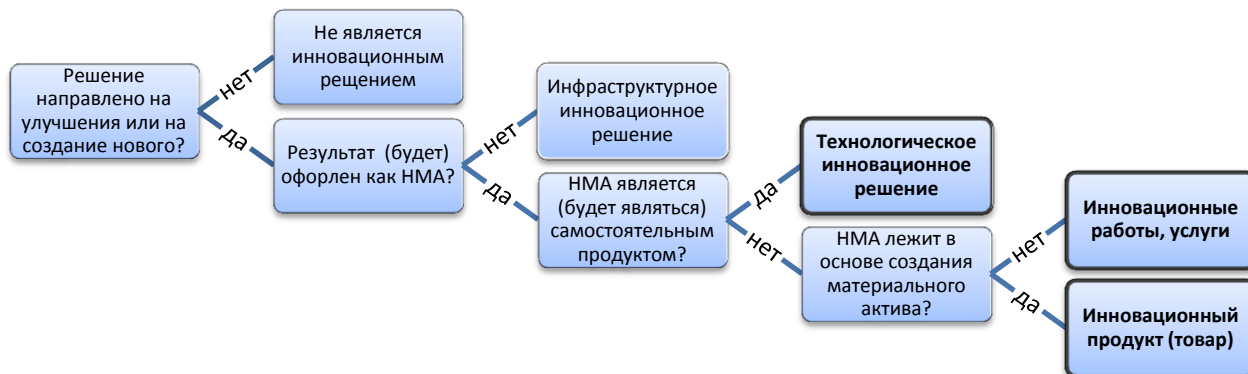 Решение
направлено на
улучшения или на
создание нового?
нет
Не является
инновационным
рещением
да
Результат (будет)
офорлен как НМА?
нет
Инфраструктурное
инновационное
решение
да
НМА является
(будет являться)
самостоятельным
продуктом?
да
Технологическое
инновационное
решение
нет
НМА лежит в
основе создания
материального
актива?
нет
Инновационные
работы, услуги
да
Инновационный
продукт (товар)